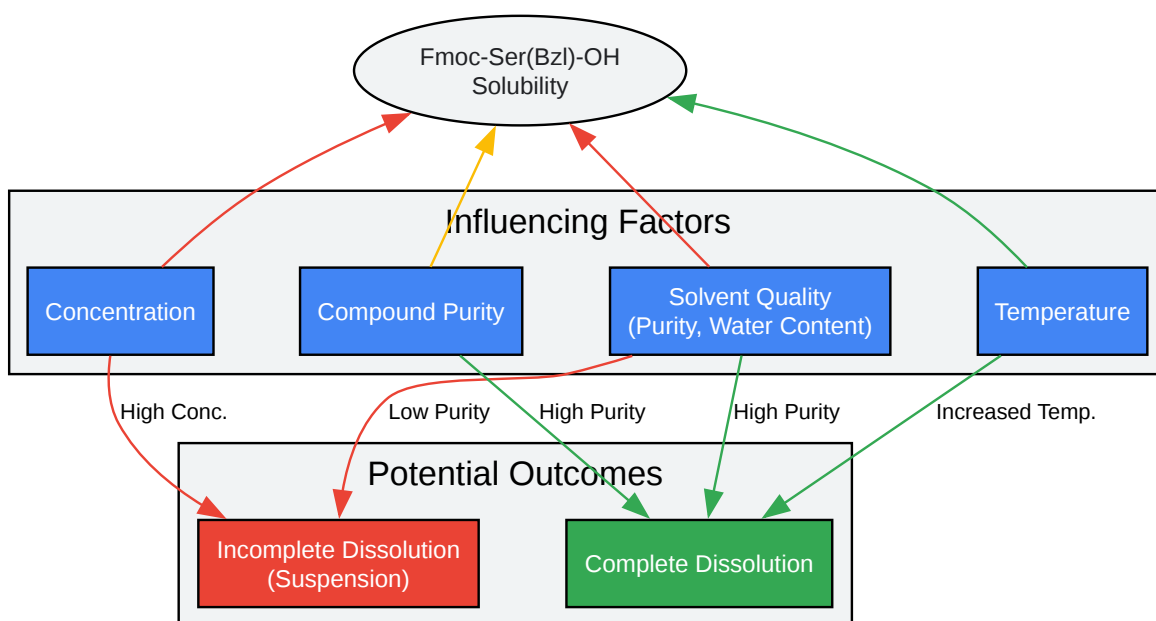 Fmoc-Ser(Bzl)-OH
Solubility
Influencing Factors
Concentration
Compound Purity
Solvent Quality
(Purity, Water Content)
Temperature
High Conc.
Low Purity
High Purity
High Purity
Increased Temp.
Potential Outcomes
Incomplete Dissolution
(Suspension)
Complete Dissolution